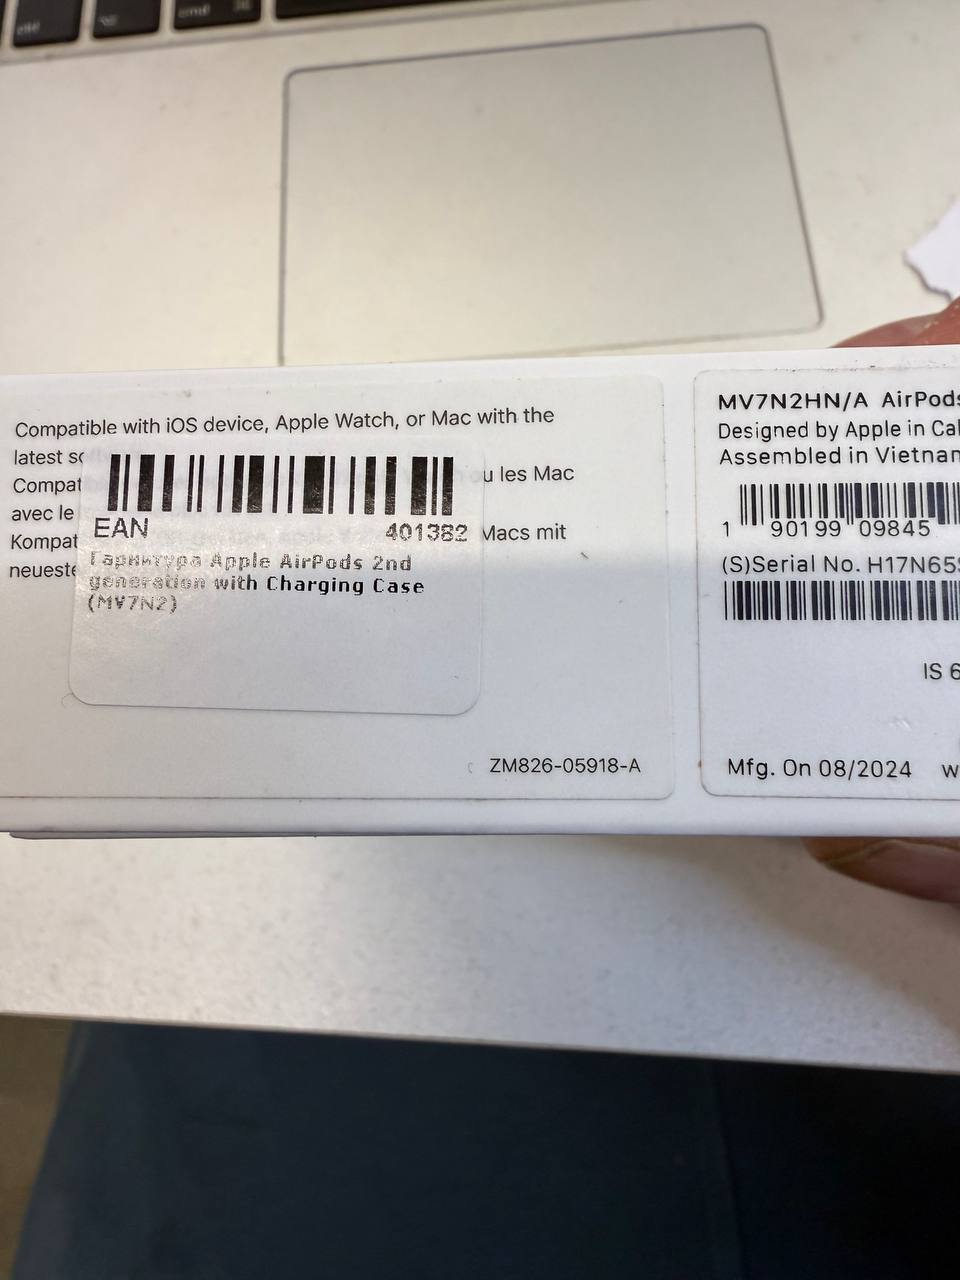 ctrl
cmd
Compatible with iOS device, Apple Watch, or Mac with the
latest
Compat
u les Mac
avec le
Kompat
Macs mit
neueste
EAN 401382
Гарнитура Apple AirPods 2nd
generation with Charging Case
(MV7N2)
ZM826-05918-A
MV7N2HN/A AirPods
Designed by Apple in Cal
Assembled in Vietnam
1 90199 09845
(S)Serial No. H17N65
IS 6
Mfg. On 08/2024 w